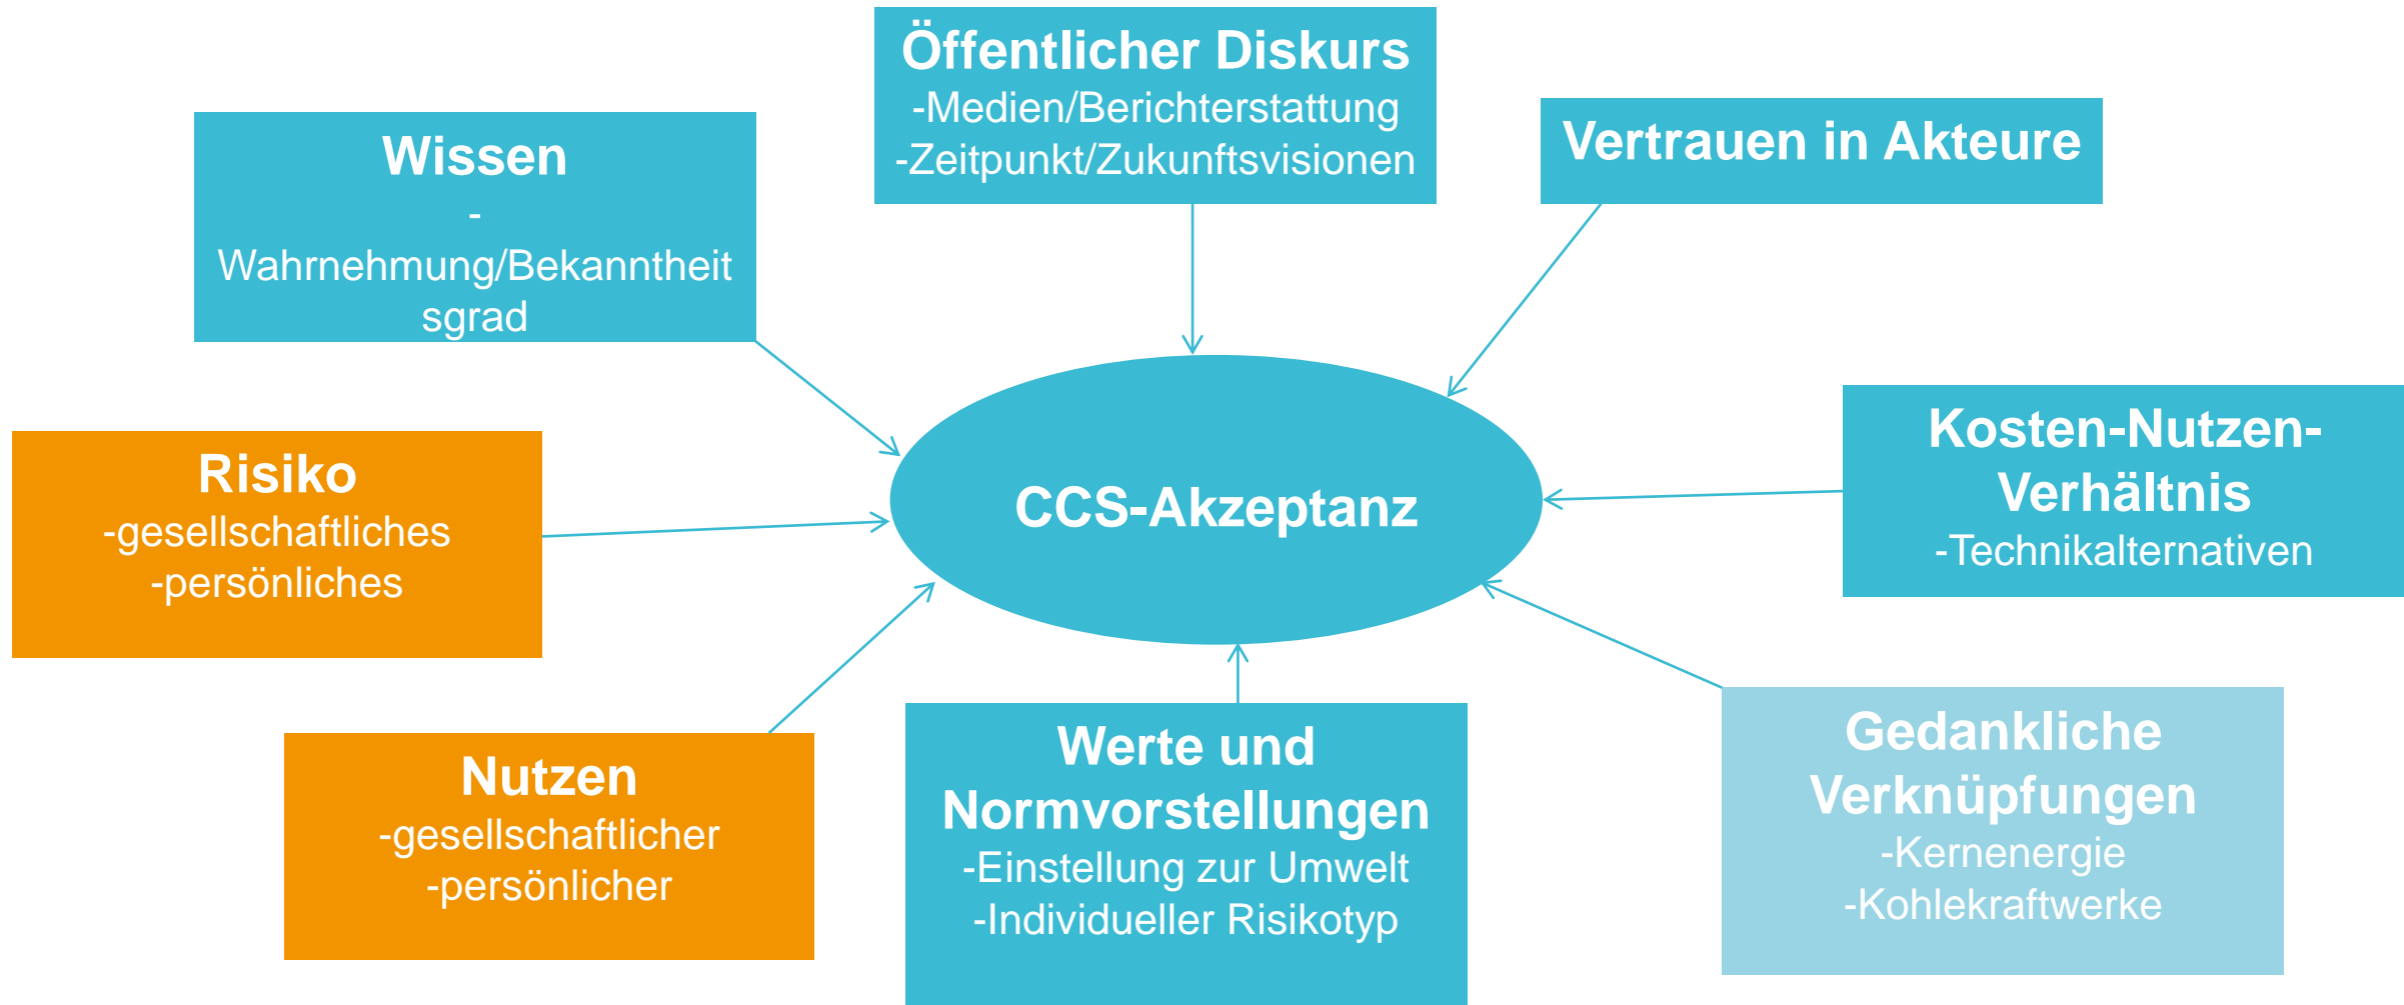 Öffentlicher Diskurs
-Medien/Berichterstattung
-Zeitpunkt/Zukunftsvisionen
Wissen
-
Wahrnehmung/Bekanntheit
sgrad
Vertrauen in Akteure
Risiko
-gesellschaftliches
-persönliches
CCS-Akzeptanz
Kosten-Nutzen-
Verhältnis
-Technikalternativen
Nutzen
-gesellschaftlicher
-persönlicher
Werte und
Normvorstellungen
-Einstellung zur Umwelt
-Individueller Risikotyp
Gedankliche
Verknüpfungen
-Kernenergie
-Kohlekraftwerke